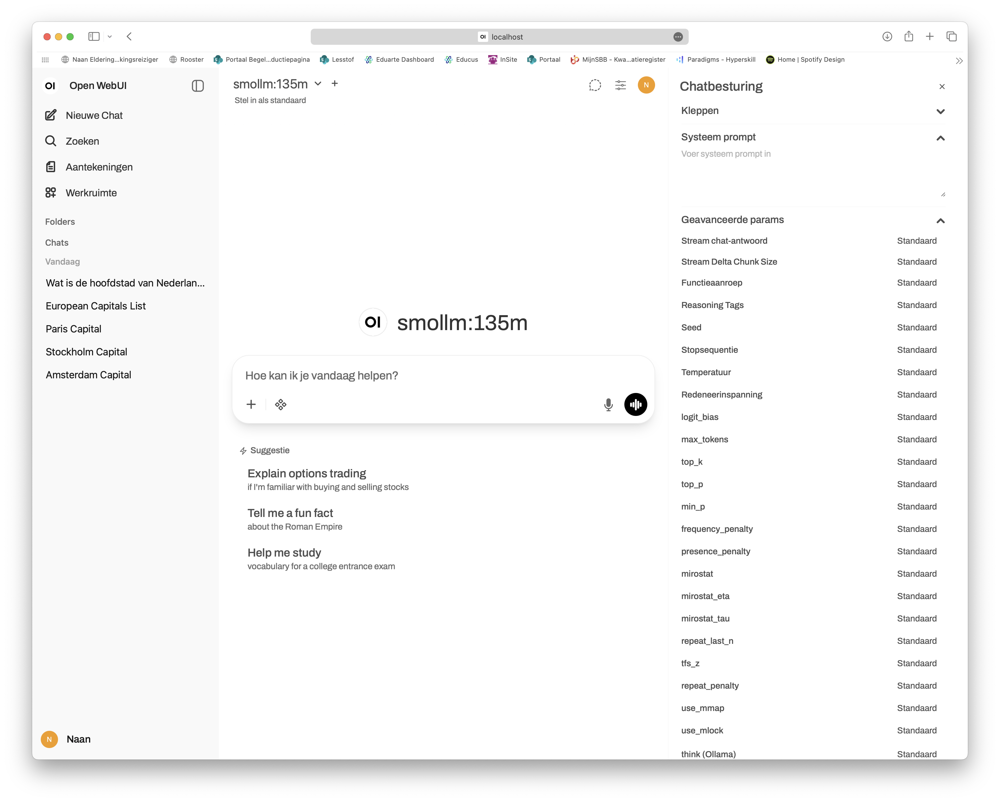 OI localhost
Naan Eldering...kingsreiziger Rooster Portaal Begel...ductiepagina Lesstof Eduarte Dashboard Educus InSite Portaal MijnSBB - Kwa...atieregister Paradigms - Hyperskill Home | Spotify Design
OI Open WebUI
Nieuwe Chat
Zoeken
Aantekeningen
Werkruimte
Folders
Chats
Vandaag
Wat is de hoofdstad van Nederlan...
European Capitals List
Paris Capital
Stockholm Capital
Amsterdam Capital
N Naan
smollm:135m
Stel in als standaard
N
OI smollm:135m
Hoe kan ik je vandaag helpen?
Suggestie
Explain options trading
if I'm familiar with buying and selling stocks
Tell me a fun fact
about the Roman Empire
Help me study
vocabulary for a college entrance exam
Chatbesturing
Kleppen
Systeem prompt
Voer systeem prompt in
Geavanceerde params
Stream chat-antwoord Standaard
Stream Delta Chunk Size Standaard
Functieaanroep Standaard
Reasoning Tags Standaard
Seed Standaard
Stopsequentie Standaard
Temperatuur Standaard
Redeneerinspanning Standaard
logit_bias Standaard
max_tokens Standaard
top_k Standaard
top_p Standaard
min_p Standaard
frequency_penalty Standaard
presence_penalty Standaard
mirostat Standaard
mirostat_eta Standaard
mirostat_tau Standaard
repeat_last_n Standaard
tfs_z Standaard
repeat_penalty Standaard
use_mmap Standaard
use_mlock Standaard
think (Ollama) Standaard